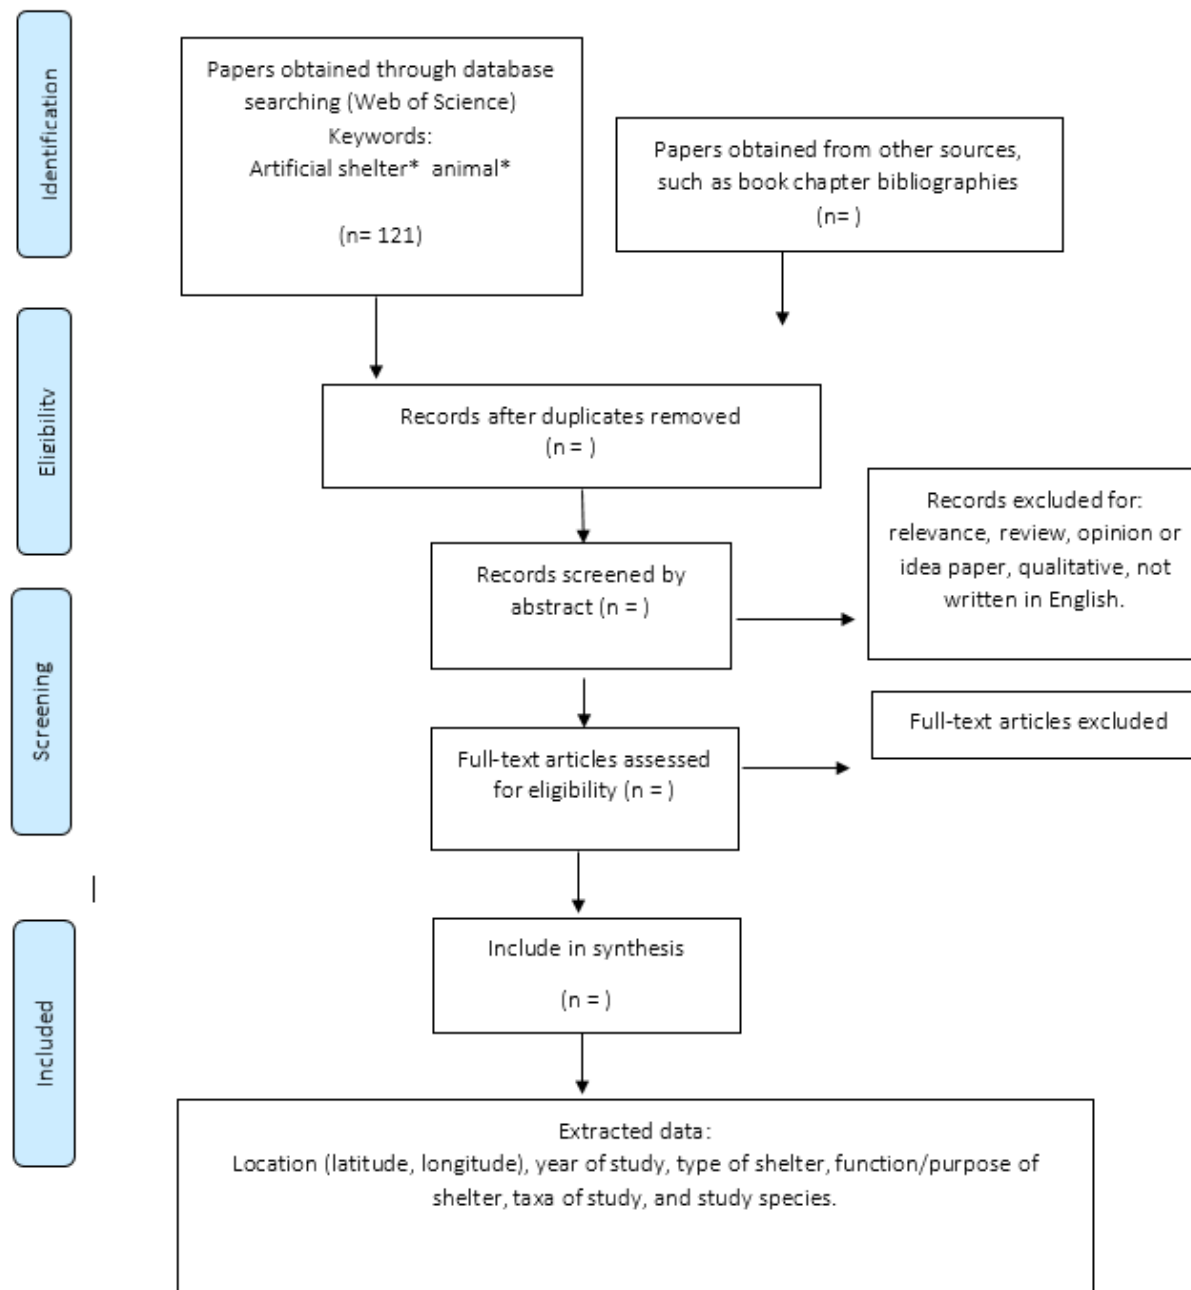 Identification
Papers obtained through database
searching (Web of Science)
Keywords:
Artificial shelter*  animal*
(n= 121)
Papers obtained from other sources,
such as book chapter bibliographies
(n= )
Eligibility
Records after duplicates removed
(n = )
Records excluded for:
relevance, review, opinion or
idea paper, qualitative, not
written in English.
Records screened by
abstract (n = )
Screening
Full-text articles excluded
Full-text articles assessed
for eligibility (n = )
Included
Include in synthesis
(n = )
Extracted data:
Location (latitude, longitude), year of study, type of shelter, function/purpose of
shelter, taxa of study, and study species.